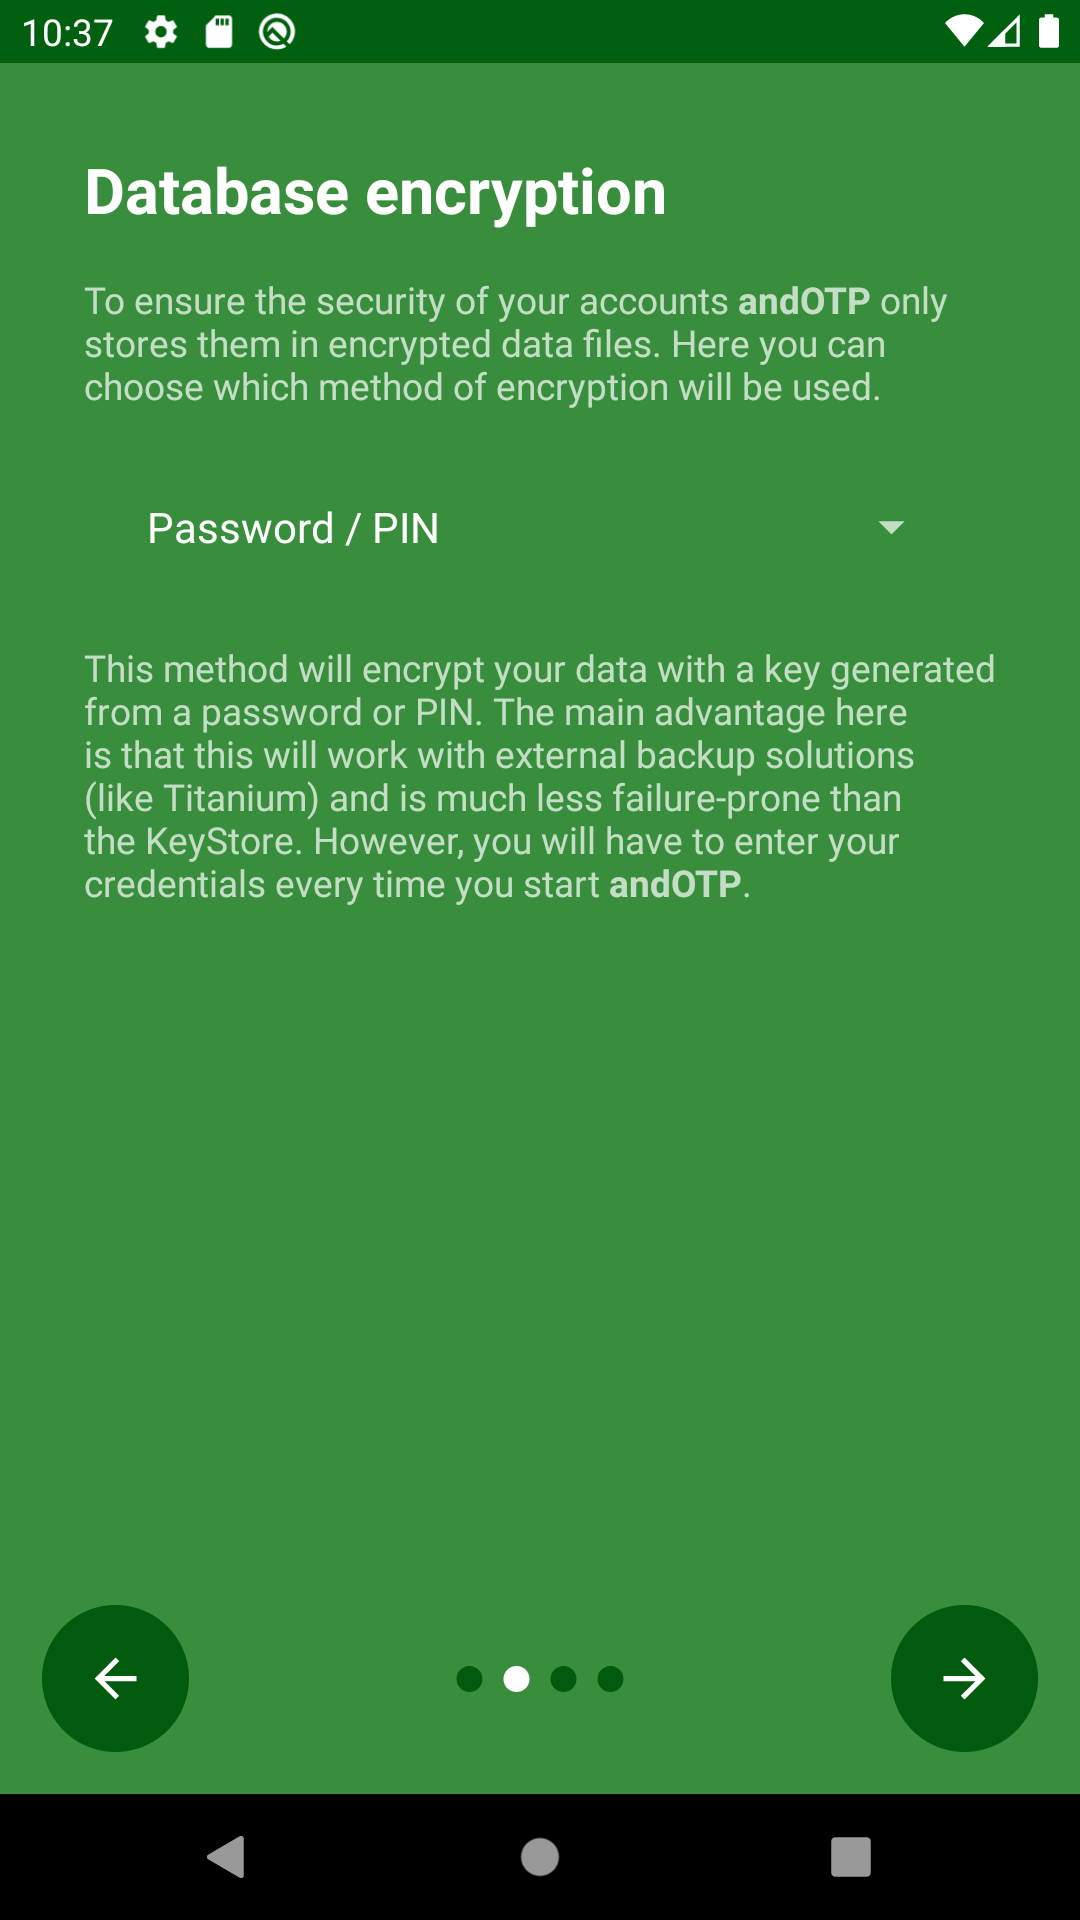 10:37
Database encryption
To ensure the security of your accounts andOTP only
stores them in encrypted data files. Here you can
choose which method of encryption will be used.
Password / PIN
This method will encrypt your data with a key generated
from a password or PIN. The main advantage here
is that this will work with external backup solutions
(like Titanium) and is much less failure-prone than
the KeyStore. However, you will have to enter your
credentials every time you start andOTP.